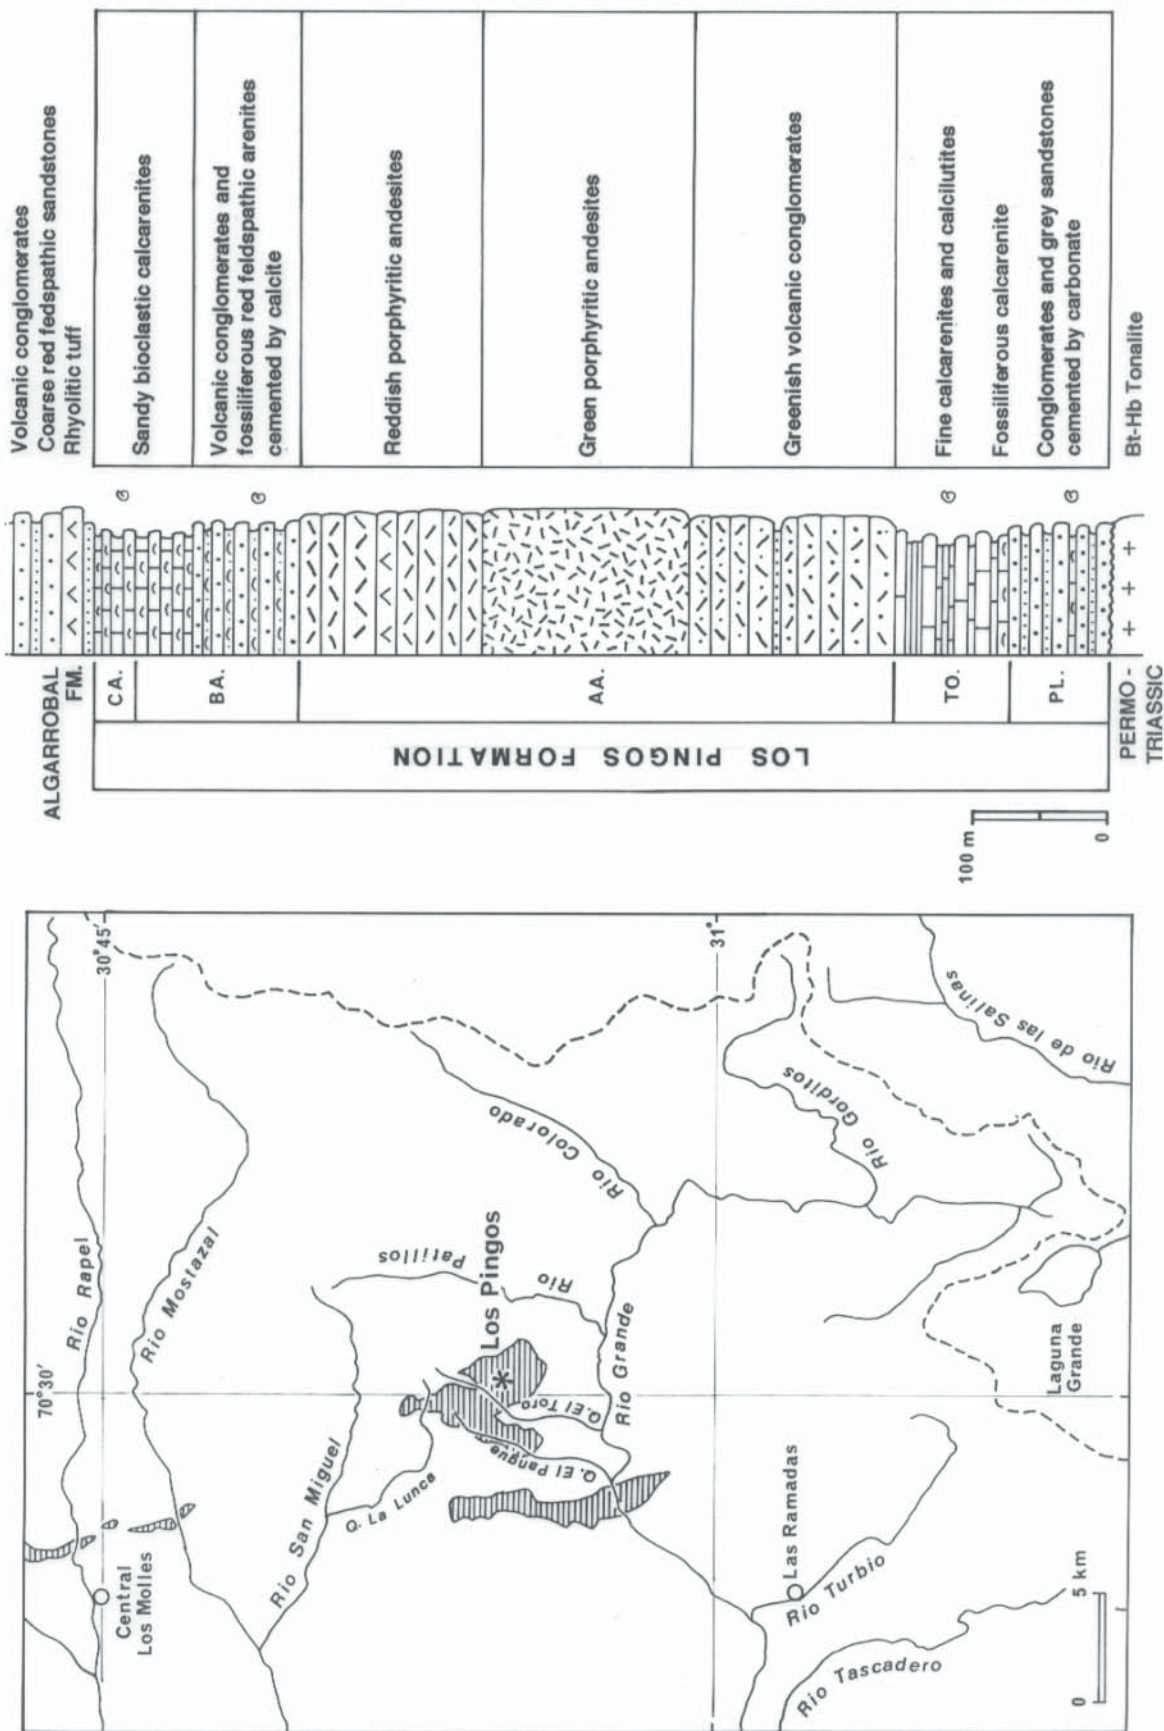 Volcanic conglomerates
Coarse red fedspathic sandstones
Rhyolitic tuff
Sandy bioclastic calcarenites
Volcanic conglomerates and
fossiliferous red feldspathic arenites
cemented by calcite
Reddish porphyritic andesites
Green porphyritic andesites
Greenish volcanic conglomerates
Fine calcarenites and calcilutites
Fossiliferous calcarenite
Conglomerates and grey sandstones
cemented by carbonate
Bt-Hb Tonalite
ALGARROBAL
FM.
CA.
BA.
AA.
TO.
PL.
LOS PINGOS FORMATION
PERMO-
TRIASSIC
100 m
0
70°30'
30°45'
31°
Rio Rapel
Rio Mostazal
Central
Los Molles
Rio San Miguel
Q. La Lunca
Rio Patillos
Los Pingos
Rio Colorado
Q. El Toro
Q. El Pangue
Rio Grande
Rio Gorditos
Rio de las Salinas
Las Ramadas
Rio Turbio
Rio Tascadero
Laguna
Grande
0
5 km